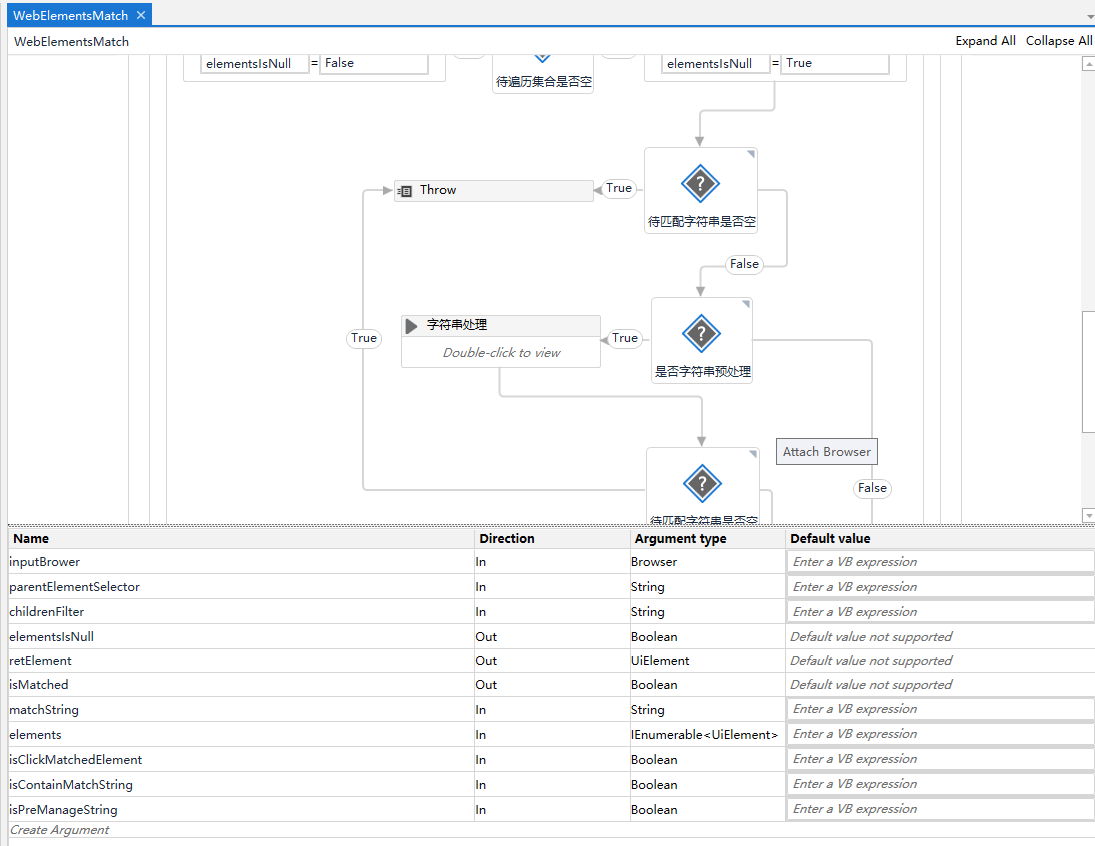 WebElementsMatch
WebElementsMatch
Expand All Collapse All
elementsIsNull = False
elementsIsNull = True
待遍历集合是否空
Throw
True
待匹配字符串是否空
False
字符串处理
Double-click to view
True
True
是否字符串预处理
Attach Browser
False
待匹配字符串是否空
Name Direction Argument type Default value
inputBrower In Browser Enter a VB expression
parentElementSelector In String Enter a VB expression
childrenFilter In String Enter a VB expression
elementsIsNull Out Boolean Default value not supported
retElement Out UiElement Default value not supported
isMatched Out Boolean Default value not supported
matchString In String Enter a VB expression
elements In IEnumerable<UiElement> Enter a VB expression
isClickMatchedElement In Boolean Enter a VB expression
isContainMatchString In Boolean Enter a VB expression
isPreManageString In Boolean Enter a VB expression
Create Argument